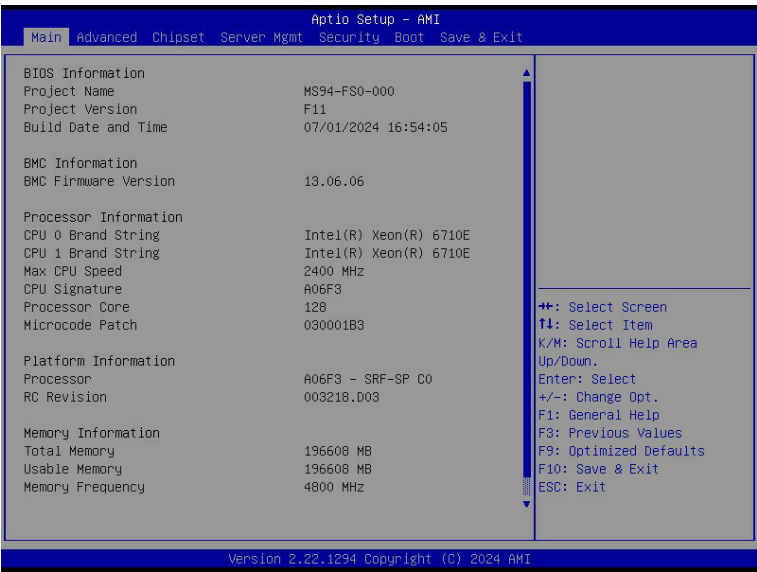 Aptio Setup - AMI
Main Advanced Chipset Server Mgmt Security Boot Save & Exit
BIOS Information
Project Name MS94-FS0-000
Project Version F11
Build Date and Time 07/01/2024 16:54:05
BMC Information
BMC Firmware Version 13.06.06
Processor Information
CPU 0 Brand String Intel(R) Xeon(R) 6710E
CPU 1 Brand String Intel(R) Xeon(R) 6710E
Max CPU Speed 2400 MHz
CPU Signature A06F3
Processor Core 128
Microcode Patch 030001B3
Platform Information
Processor A06F3 - SRF-SP C0
RC Revision 003218.D03
Memory Information
Total Memory 196608 MB
Usable Memory 196608 MB
Memory Frequency 4800 MHz
→←: Select Screen
↑↓: Select Item
K/M: Scroll Help Area
Up/Down.
Enter: Select
+/-: Change Opt.
F1: General Help
F3: Previous Values
F9: Optimized Defaults
F10: Save & Exit
ESC: Exit
Version 2.22.1294 Copyright (C) 2024 AMI